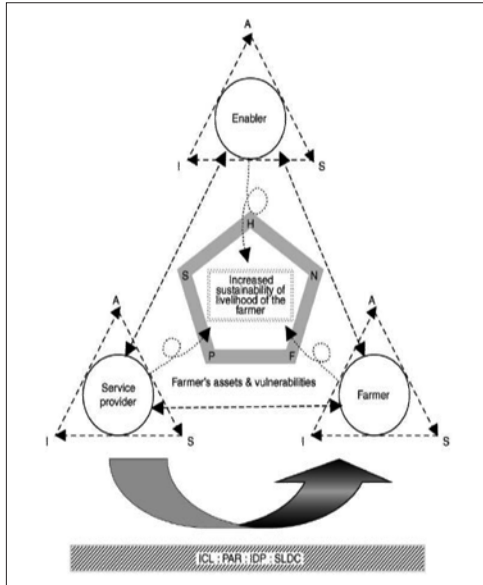 A
Enabler
I
S
H
S
N
Increased
sustainability of
livelihood of the
farmer
P
F
A
A
Farmer's assets & vulnerabilities
Service
provider
Farmer
I
S
I
S
ICL : PAR : IDP : SLDC